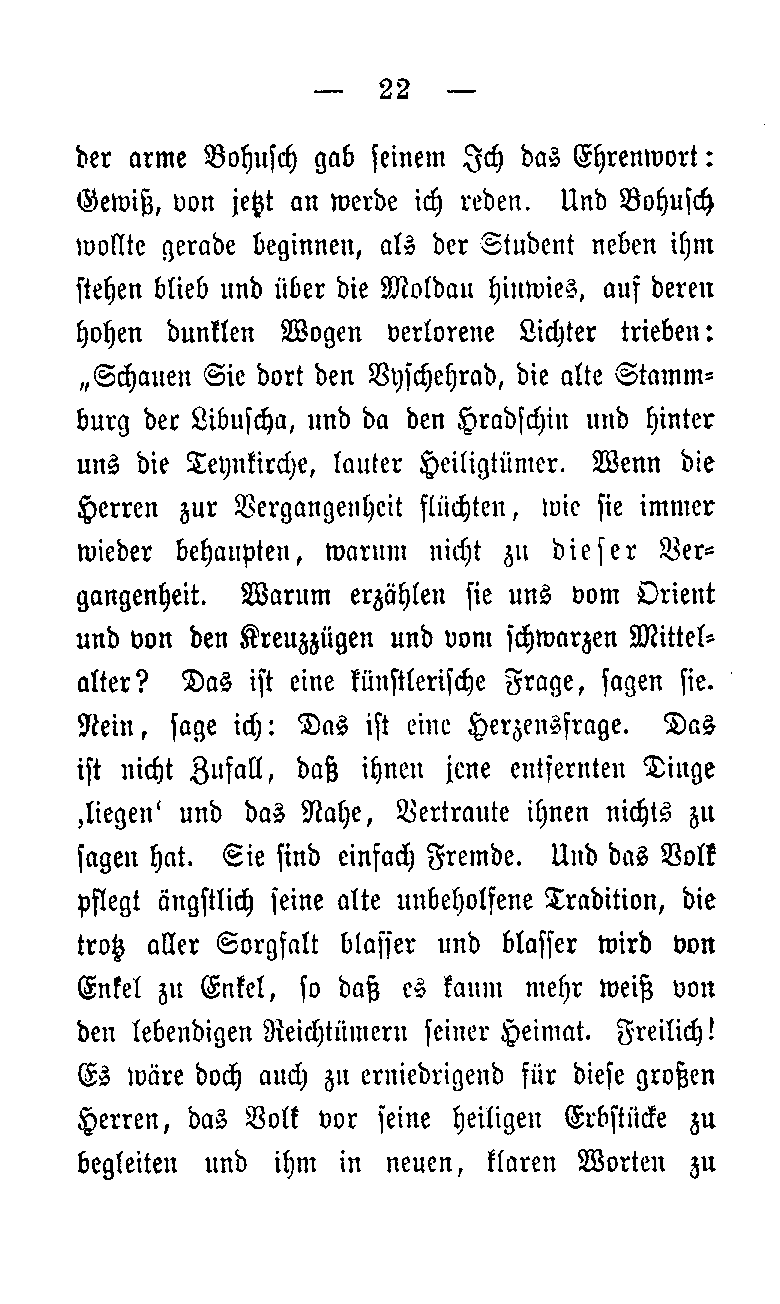 — 22 —
der arme Bohusch gab seinem Ich das Ehrenwort:
Gewiß, von jetzt an werde ich reden. Und Bohusch
wollte gerade beginnen, als der Student neben ihm
stehen blieb und über die Moldau hinwies, auf deren
hohen dunklen Wogen verlorene Lichter trieben:
„Schauen Sie dort den Vyschehrad, die alte Stamm-
burg der Libuscha, und da den Hradschin und hinter
uns die Teynkirche, lauter Heiligtümer. Wenn die
Herren zur Vergangenheit flüchten, wie sie immer
wieder behaupten, warum nicht zu dieser Ver-
gangenheit. Warum erzählen sie uns vom Orient
und von den Kreuzzügen und vom schwarzen Mittel-
alter? Das ist eine künstlerische Frage, sagen sie.
Nein, sage ich: Das ist eine Herzensfrage. Das
ist nicht Zufall, daß ihnen jene entfernten Dinge
‚liegen‘ und das Nahe, Vertraute ihnen nichts zu
sagen hat. Sie sind einfach Fremde. Und das Volk
pflegt ängstlich seine alte unbeholfene Tradition, die
trotz aller Sorgfalt blasser und blasser wird von
Enkel zu Enkel, so daß es kaum mehr weiß von
den lebendigen Reichtümern seiner Heimat. Freilich!
Es wäre doch auch zu erniedrigend für diese großen
Herren, das Volk vor seine heiligen Erbstücke zu
begleiten und ihm in neuen, klaren Worten zu